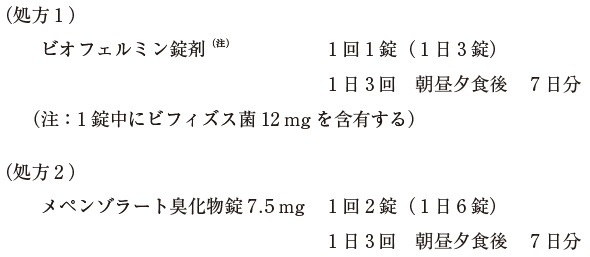 （処方１）
ビオフェルミン錠剤（注） １回１錠（１日３錠）
１日３回　朝昼夕食後　７日分
（注：１錠中にビフィズス菌 12 mg を含有する）
（処方２）
メペンゾラート臭化物錠 7.5 mg １回２錠（１日６錠）
１日３回　朝昼夕食後　７日分